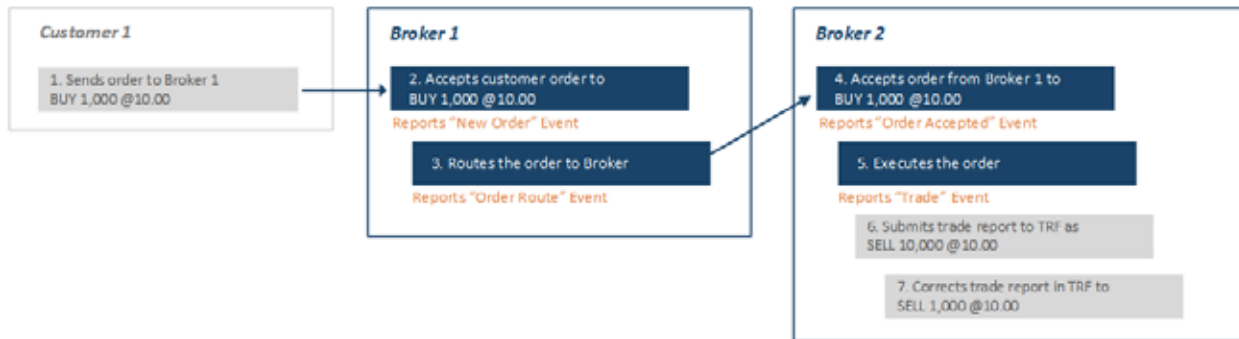 Customer 1
1. Sends order to Broker 1
BUY 1,000 @10.00
Broker 1
2. Accepts customer order to
BUY 1,000 @10.00
Reports "New Order" Event
3. Routes the order to Broker
Reports "Order Route" Event
Broker 2
4. Accepts order from Broker 1 to
BUY 1,000 @10.00
Reports "Order Accepted" Event
5. Executes the order
Reports "Trade" Event
6. Submits trade report to TRF as
SELL 10,000 @10.00
7. Corrects trade report in TRF to
SELL 1,000 @10.00